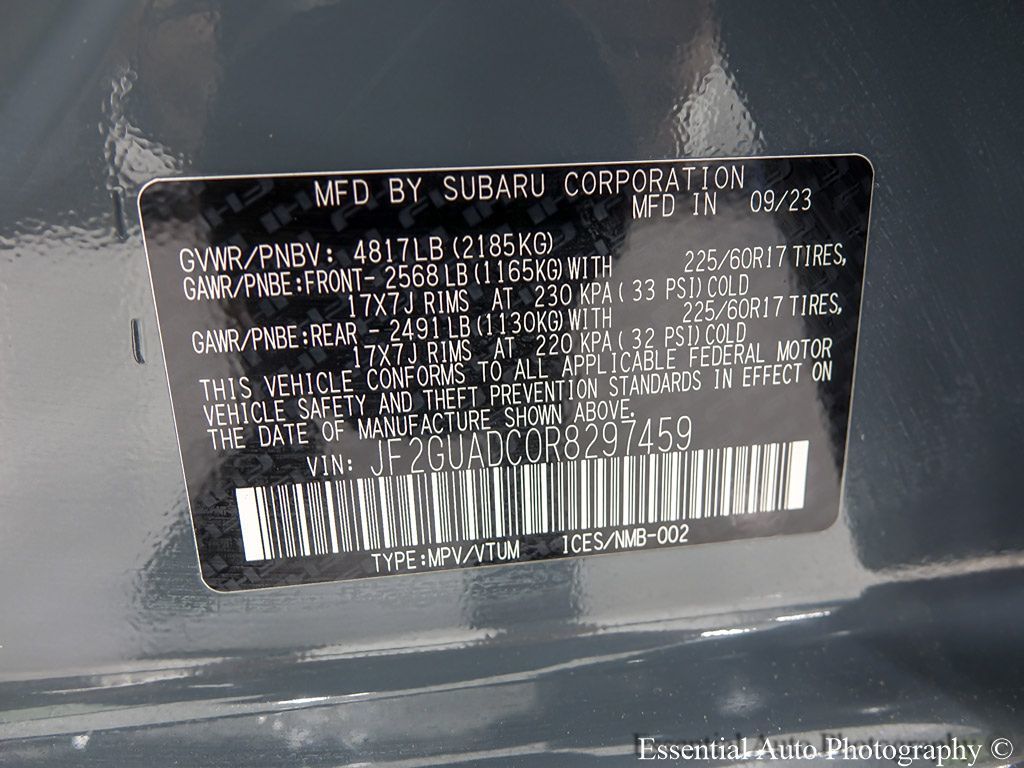 MFD BY SUBARU CORPORATION
MFD IN 09/23
GVWR/PNBV: 4817LB (2185KG)
GAWR/PNBE:FRONT- 2568 LB (1165KG) WITH 225/60R17 TIRES,
17X7J RIMS AT 230 KPA ( 33 PSI) COLD
GAWR/PNBE:REAR - 2491 LB (1130KG) WITH 225/60R17 TIRES,
17X7J RIMS AT 220 KPA ( 32 PSI) COLD
THIS VEHICLE CONFORMS TO ALL APPLICABLE FEDERAL MOTOR
VEHICLE SAFETY AND THEFT PREVENTION STANDARDS IN EFFECT ON
THE DATE OF MANUFACTURE SHOWN ABOVE.
VIN: JF2GUADC0R8297459
TYPE:MPV/VTUM ICES/NMB-002
Essential Auto Photography ©